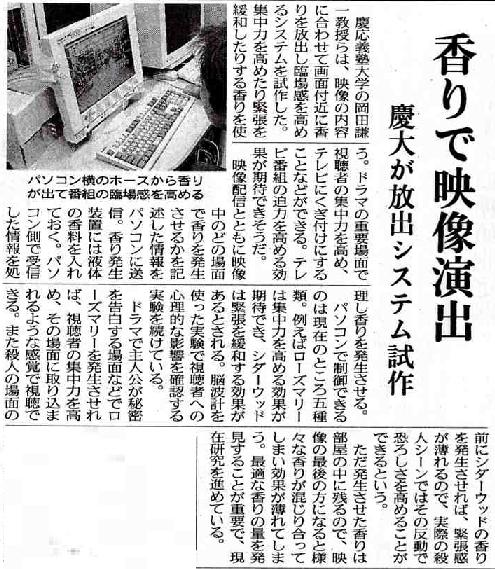 香りで映像演出
慶大が放出システム試作
慶応義塾大学の岡田謙
一教授らは、映像の内容
に合わせて画面付近に香
りを放出し臨場感を高め
るシステムを試作した。
集中力を高めたり緊張を
緩和したりする香りを使
う。ドラマの重要場面で
視聴者の集中力を高め、
テレビにくぎ付けにする
ことなどができる。テレ
ビ番組の迫力を高める効
果が期待できそうだ。
映像配信とともに映像
中のどの場面
で香りを発生
させるかを記
述した情報を
パソコンに送
信。香り発生
装置には液体
の香料を入れ
ておく。パソ
コン側で受信
した情報を処
理し香りを発生させる。
パソコンで制御できる
のは現在のところ五種
類。例えばローズマリー
は集中力を高める効果が
期待でき、シダーウッド
は緊張を緩和する効果が
あるとされる。脳波計を
使った実験で視聴者への
心理的な影響を確認する
実験を続けている。
ドラマで主人公が秘密
を告白する場面などでロ
ーズマリーを発生させれ
ば、視聴者の集中力を高
め、その場面に取り込ま
れるような感覚で視聴で
きる。また殺人の場面の
前にシダーウッドの香り
を発生させれば、緊張感
が薄れるので、実際の殺
人シーンではその反動で
恐ろしさを高めることが
できるという。
ただ発生させた香りは
部屋の中に残るので、映
像の最後の方になると様
々な香りが混じり合って
しまい効果が薄れてしま
う。最適な香りの量を発
見することが重要で、現
在研究を進めている。
パソコン横のホースから香り
が出て番組の臨場感を高める